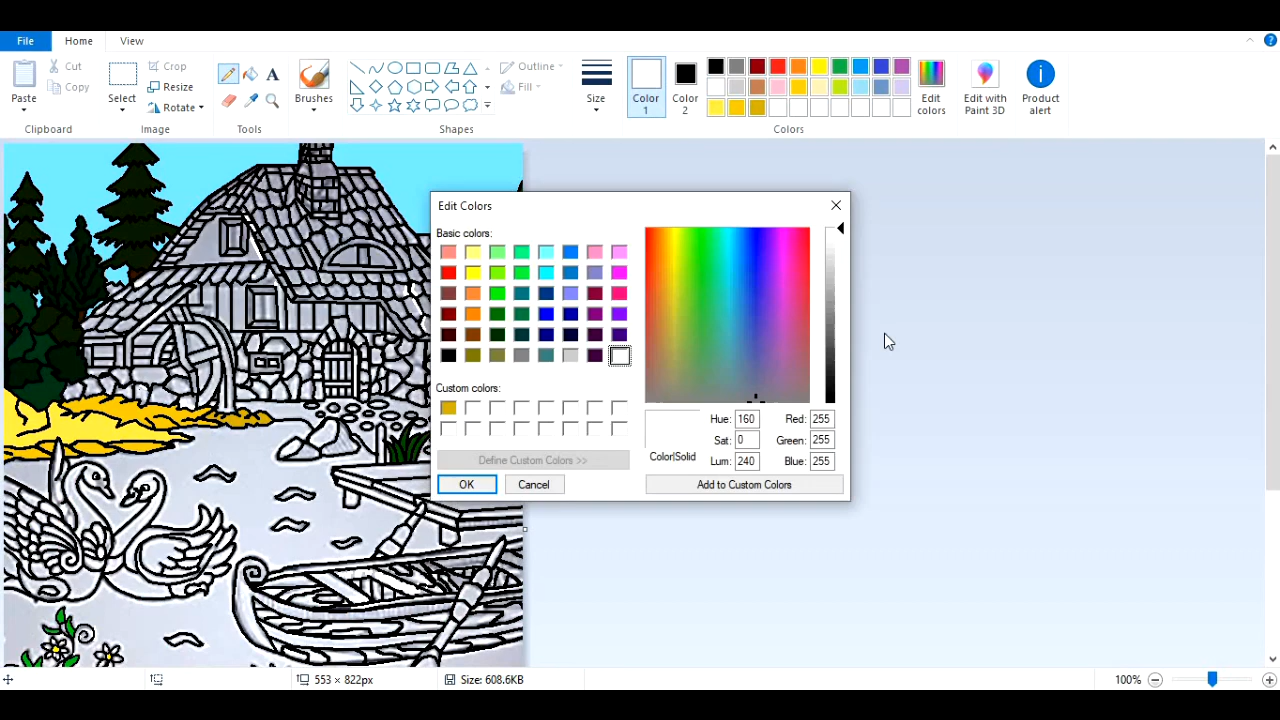 File Home View
Paste
Cut
Copy
Clipboard
Select
Crop
Resize
Rotate
Image
A
Tools
Brushes
Outline
Fill
Shapes
Size
Color
1
Color
2
Edit
colors
Colors
Edit with
Paint 3D
Product
alert
Edit Colors
Basic colors:
Custom colors:
Define Custom Colors >>
OK Cancel
Color|Solid
Hue: 160 Red: 255
Sat: 0 Green: 255
Lum: 240 Blue: 255
Add to Custom Colors
553 × 822px Size: 608.6KB 100%